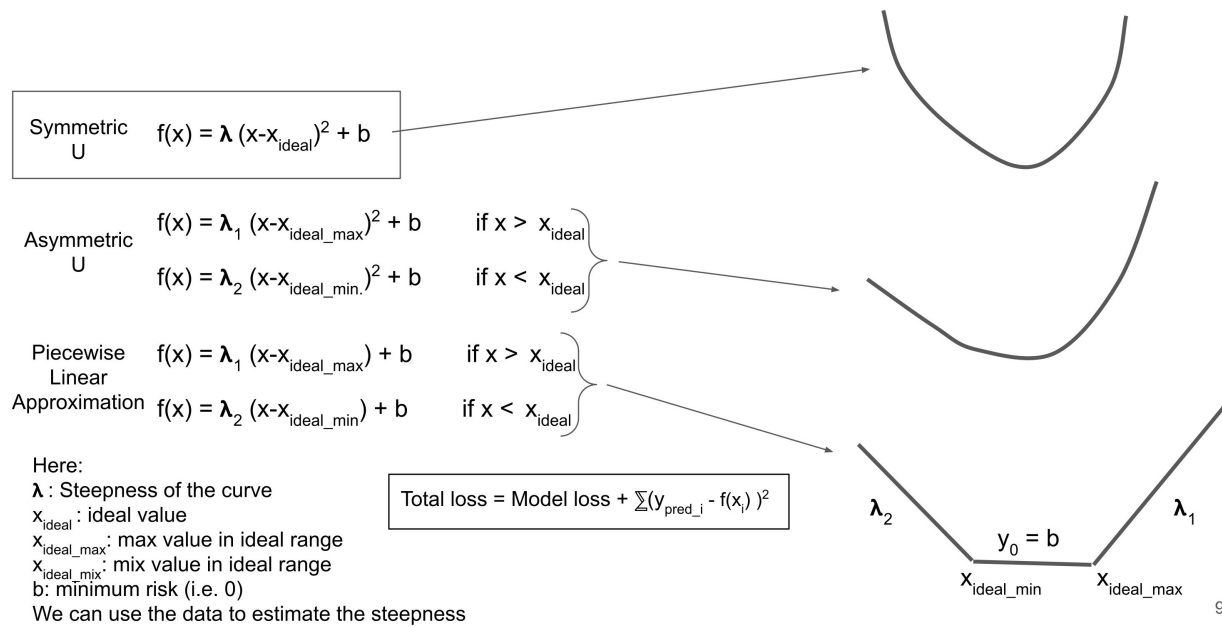 Symmetric
U
f(x) = λ (x-x_ideal)² + b
Asymmetric
U
f(x) = λ₁ (x-x_ideal_max)² + b if x > x_ideal
f(x) = λ₂ (x-x_ideal_min.)² + b if x < x_ideal
Piecewise
Linear
Approximation
f(x) = λ₁ (x-x_ideal_max) + b if x > x_ideal
f(x) = λ₂ (x-x_ideal_min) + b if x < x_ideal
Here:
λ : Steepness of the curve
x_ideal : ideal value
x_ideal_max: max value in ideal range
x_ideal_mix: mix value in ideal range
b: minimum risk (i.e. 0)
We can use the data to estimate the steepness
Total loss = Model loss + ∑(y_pred_i - f(x_i) )²
λ₂
λ₁
y₀ = b
x_ideal_min
x_ideal_max
9